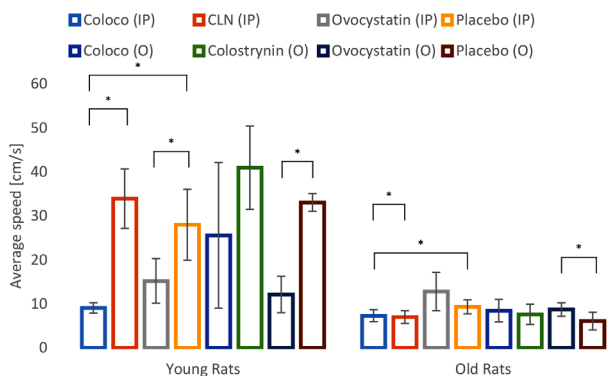 Coloco (IP) CLN (IP) Ovocystatin (IP) Placebo (IP)
Coloco (O) Colostrynin (O) Ovocystatin (O) Placebo (O)
Average speed [cm/s]
60
50
40
30
20
10
0
* * * * * * * *
Young Rats Old Rats